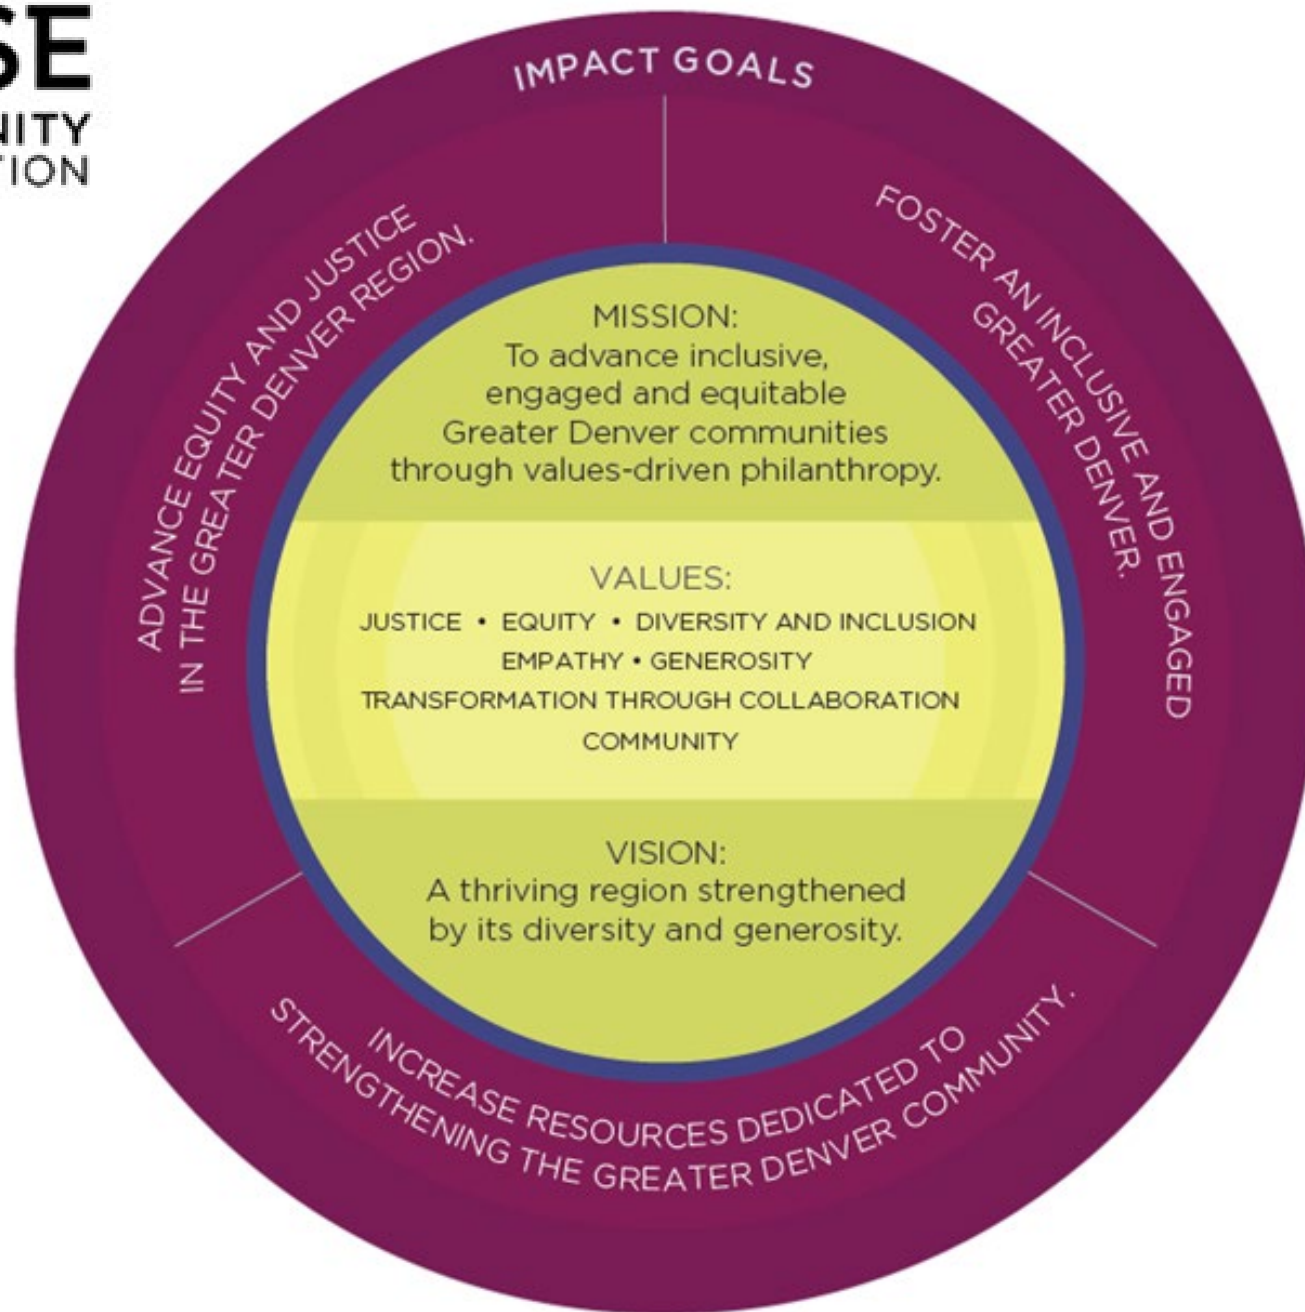 SE
NITY
TION
IMPACT GOALS
ADVANCE EQUITY AND JUSTICE
IN THE GREATER DENVER REGION.
FOSTER AN INCLUSIVE AND ENGAGED
GREATER DENVER.
MISSION:
To advance inclusive,
engaged and equitable
Greater Denver communities
through values-driven philanthropy.
VALUES:
JUSTICE • EQUITY • DIVERSITY AND INCLUSION
EMPATHY • GENEROSITY
TRANSFORMATION THROUGH COLLABORATION
COMMUNITY
VISION:
A thriving region strengthened
by its diversity and generosity.
INCREASE RESOURCES DEDICATED TO
STRENGTHENING THE GREATER DENVER COMMUNITY.